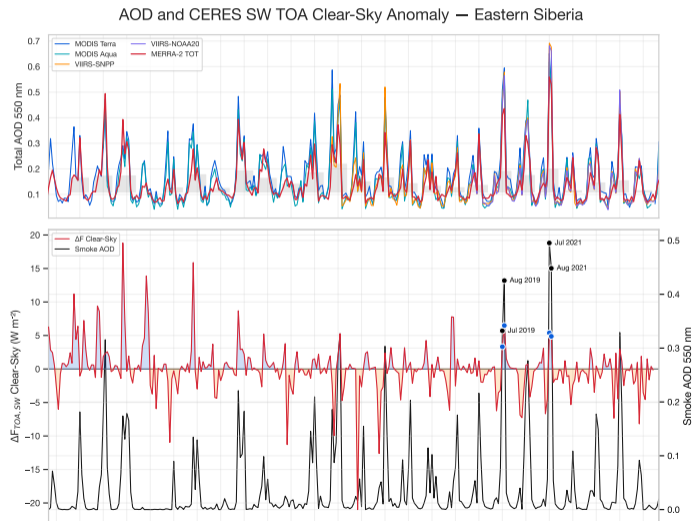 AOD and CERES SW TOA Clear-Sky Anomaly — Eastern Siberia
MODIS Terra
MODIS Aqua
VIIRS-SNPP
VIIRS-NOAA20
MERRA-2 TOT
Total AOD 550 nm
0.7
0.6
0.5
0.4
0.3
0.2
0.1
ΔF Clear-Sky
Smoke AOD
ΔF_TOA,SW Clear-Sky (W m⁻²)
20
15
10
5
0
−5
−10
−15
−20
Jul 2021
Aug 2019
Aug 2021
Jul 2019
0.5
0.4
0.3
0.2
0.1
0.0
Smoke AOD 550 nm